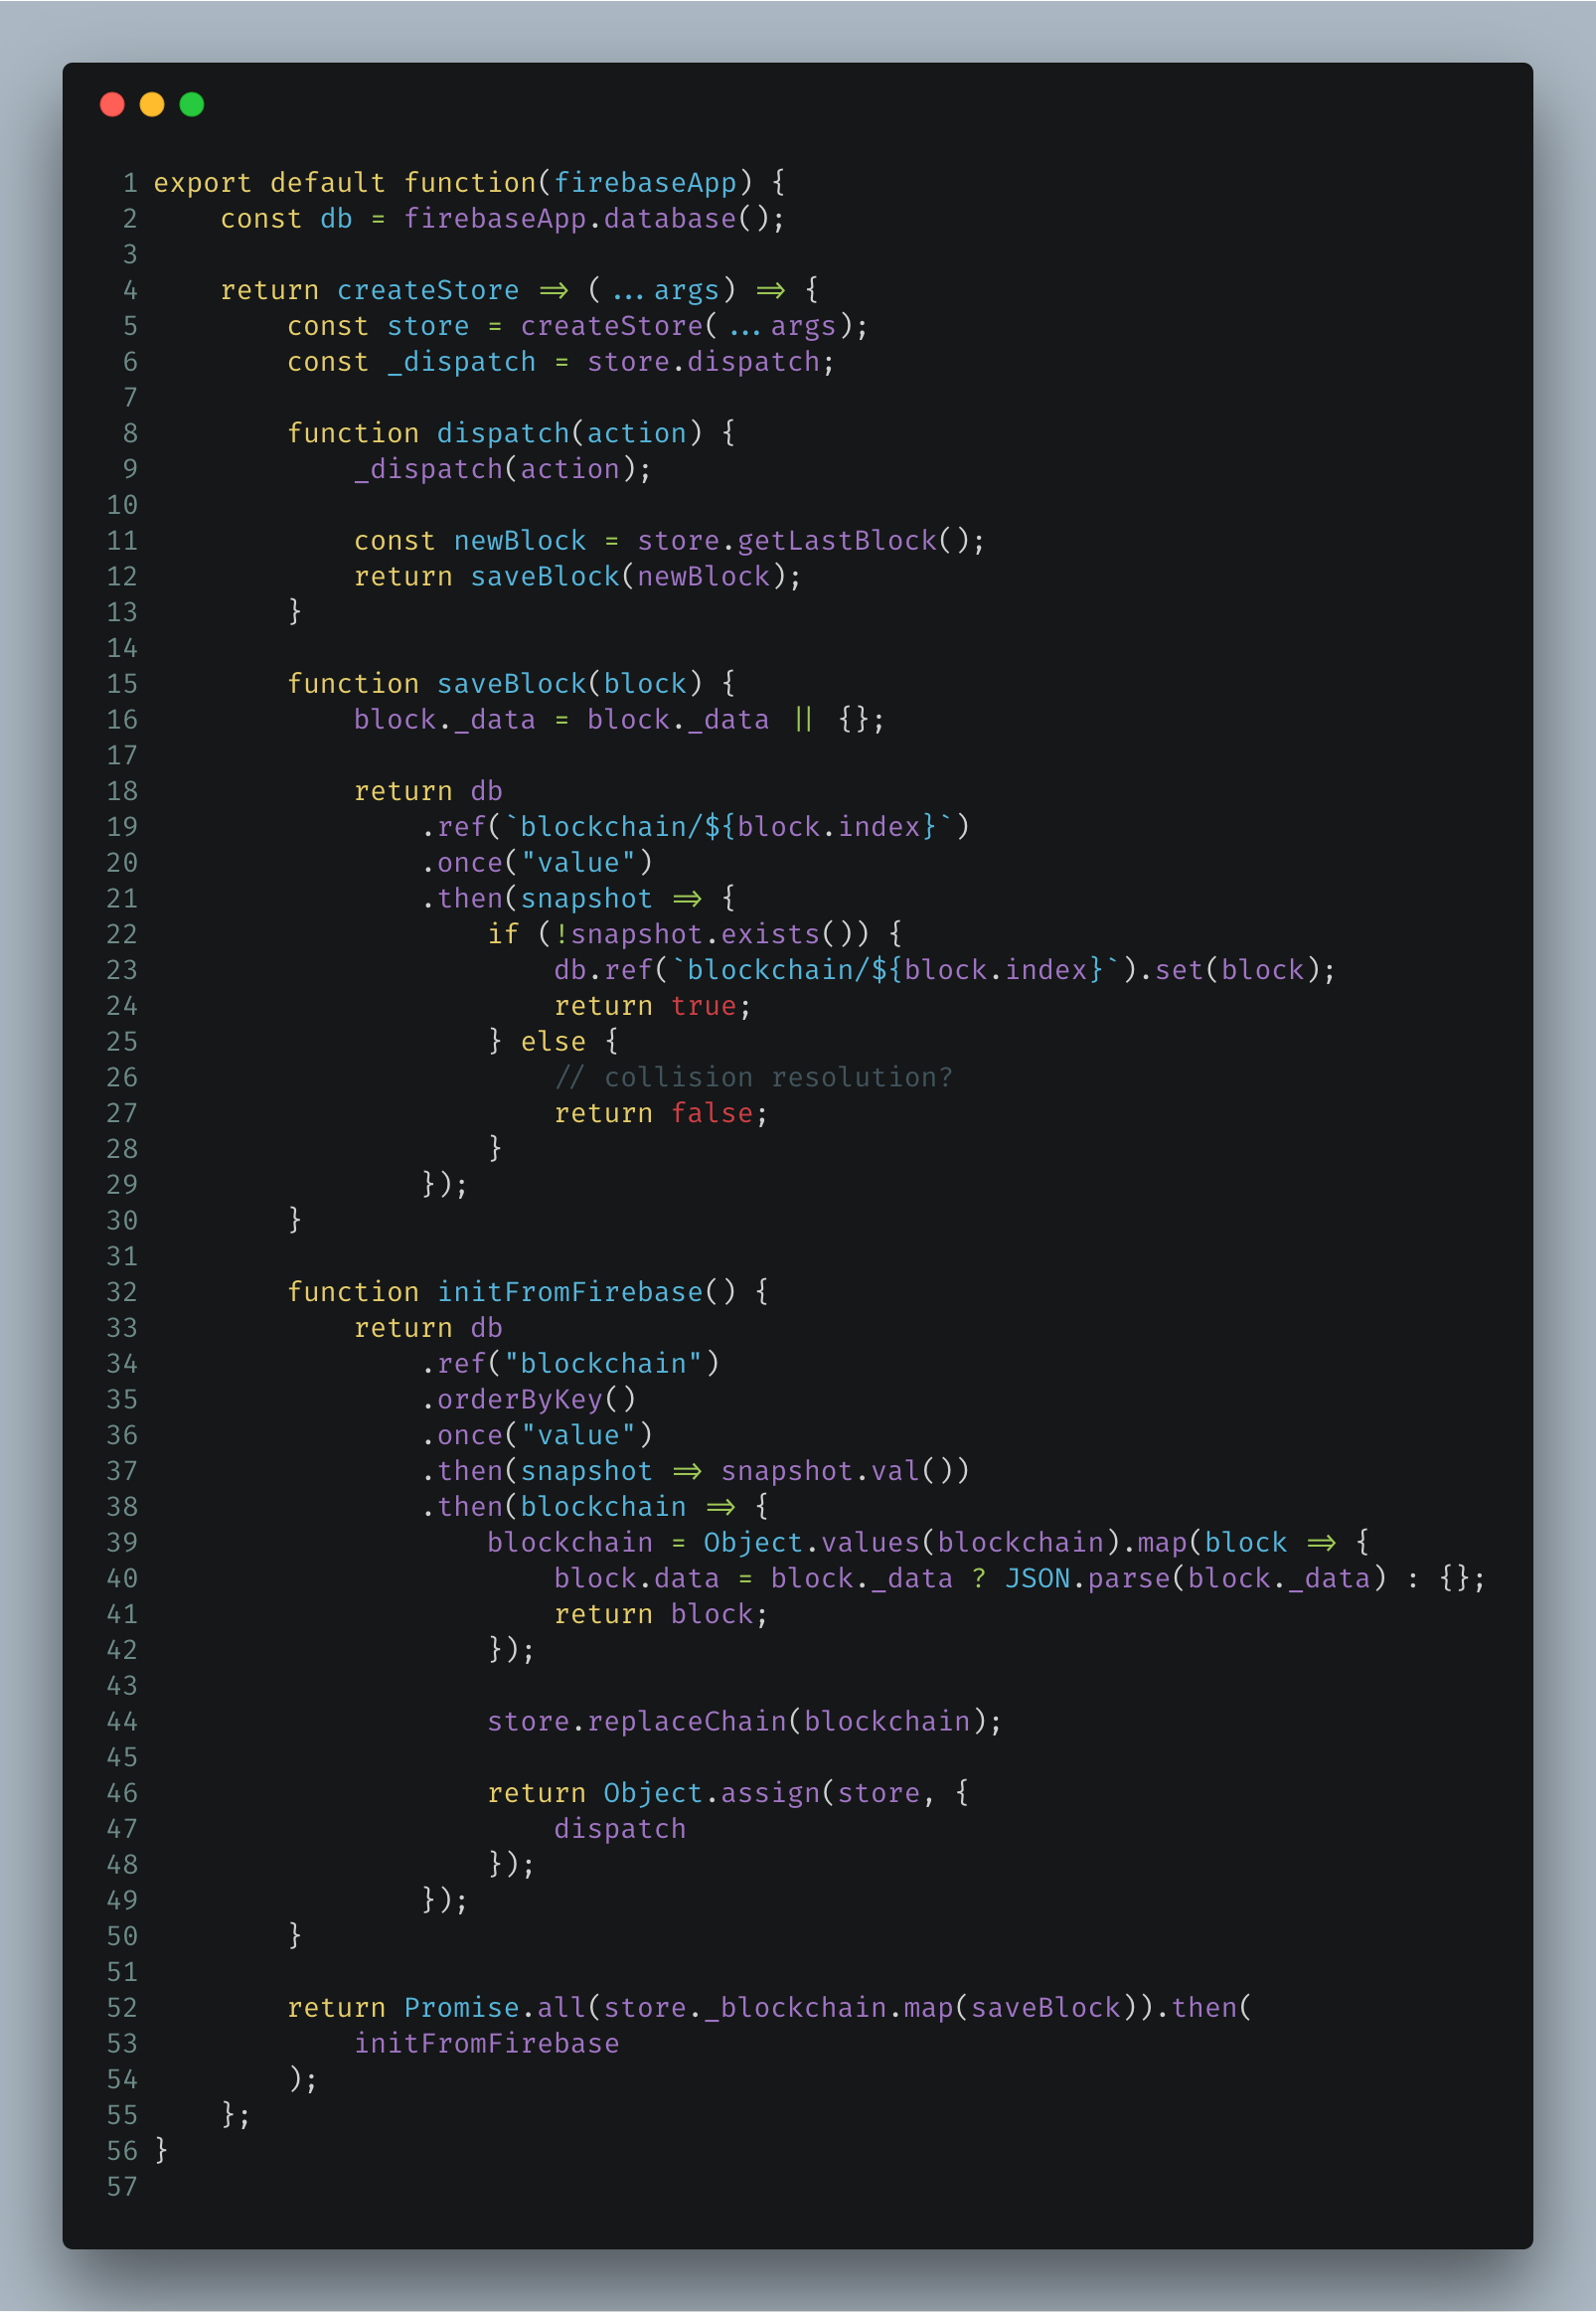 1 export default function(firebaseApp) {
2     const db = firebaseApp.database();
3
4     return createStore => (...args) => {
5         const store = createStore(...args);
6         const _dispatch = store.dispatch;
7
8         function dispatch(action) {
9             _dispatch(action);
10
11             const newBlock = store.getLastBlock();
12             return saveBlock(newBlock);
13         }
14
15         function saveBlock(block) {
16             block._data = block._data || {};
17
18             return db
19                 .ref(`blockchain/${block.index}`)
20                 .once("value")
21                 .then(snapshot => {
22                     if (!snapshot.exists()) {
23                         db.ref(`blockchain/${block.index}`).set(block);
24                         return true;
25                     } else {
26                         // collision resolution?
27                         return false;
28                     }
29                 });
30         }
31
32         function initFromFirebase() {
33             return db
34                 .ref("blockchain")
35                 .orderByKey()
36                 .once("value")
37                 .then(snapshot => snapshot.val())
38                 .then(blockchain => {
39                     blockchain = Object.values(blockchain).map(block => {
40                         block.data = block._data ? JSON.parse(block._data) : {};
41                         return block;
42                     });
43
44                     store.replaceChain(blockchain);
45
46                     return Object.assign(store, {
47                         dispatch
48                     });
49                 });
50         }
51
52         return Promise.all(store._blockchain.map(saveBlock)).then(
53             initFromFirebase
54         );
55     };
56 }
57